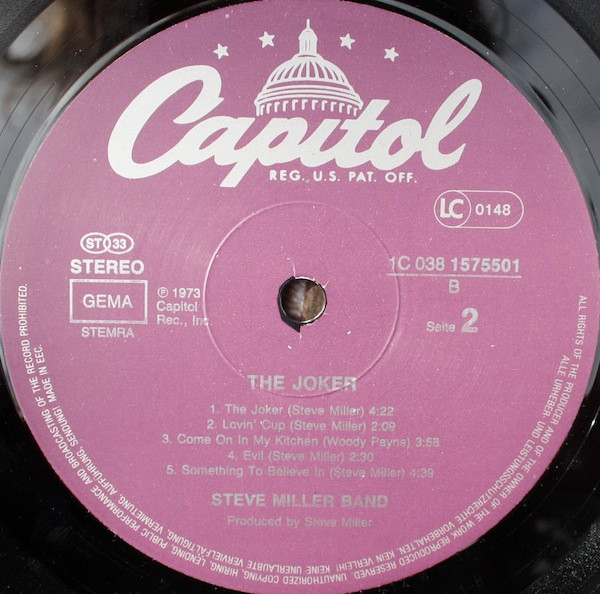 Capitol
REG. U.S. PAT. OFF.
LC 0148
ST 33
STEREO
GEMA
STEMRA
℗ 1973
Capitol
Rec., Inc.
1C 038 1575501
B
Seite 2
THE JOKER
1. The Joker (Steve Miller) 4:22
2. Lovin' Cup (Steve Miller) 2:09
3. Come On In My Kitchen (Woody Payne) 3:58
4. Evil (Steve Miller) 2:30
5. Something To Believe In (Steve Miller) 4:39
STEVE MILLER BAND
Produced by Steve Miller
ALL RIGHTS OF THE PRODUCER AND OF THE OWNER OF THE WORK REPRODUCED RESERVED. UNAUTHORIZED COPYING, HIRING, LENDING, PUBLIC PERFORMANCE AND BROADCASTING OF THE RECORD PROHIBITED.
ALLE URHEBER- UND LEISTUNGSSCHUTZRECHTE VORBEHALTEN. KEIN VERLEIH! KEINE UNERLAUBTE VERVIELFÄLTIGUNG, VERMIETUNG, AUFFÜHRUNG, SENDUNG! MADE IN EEC.